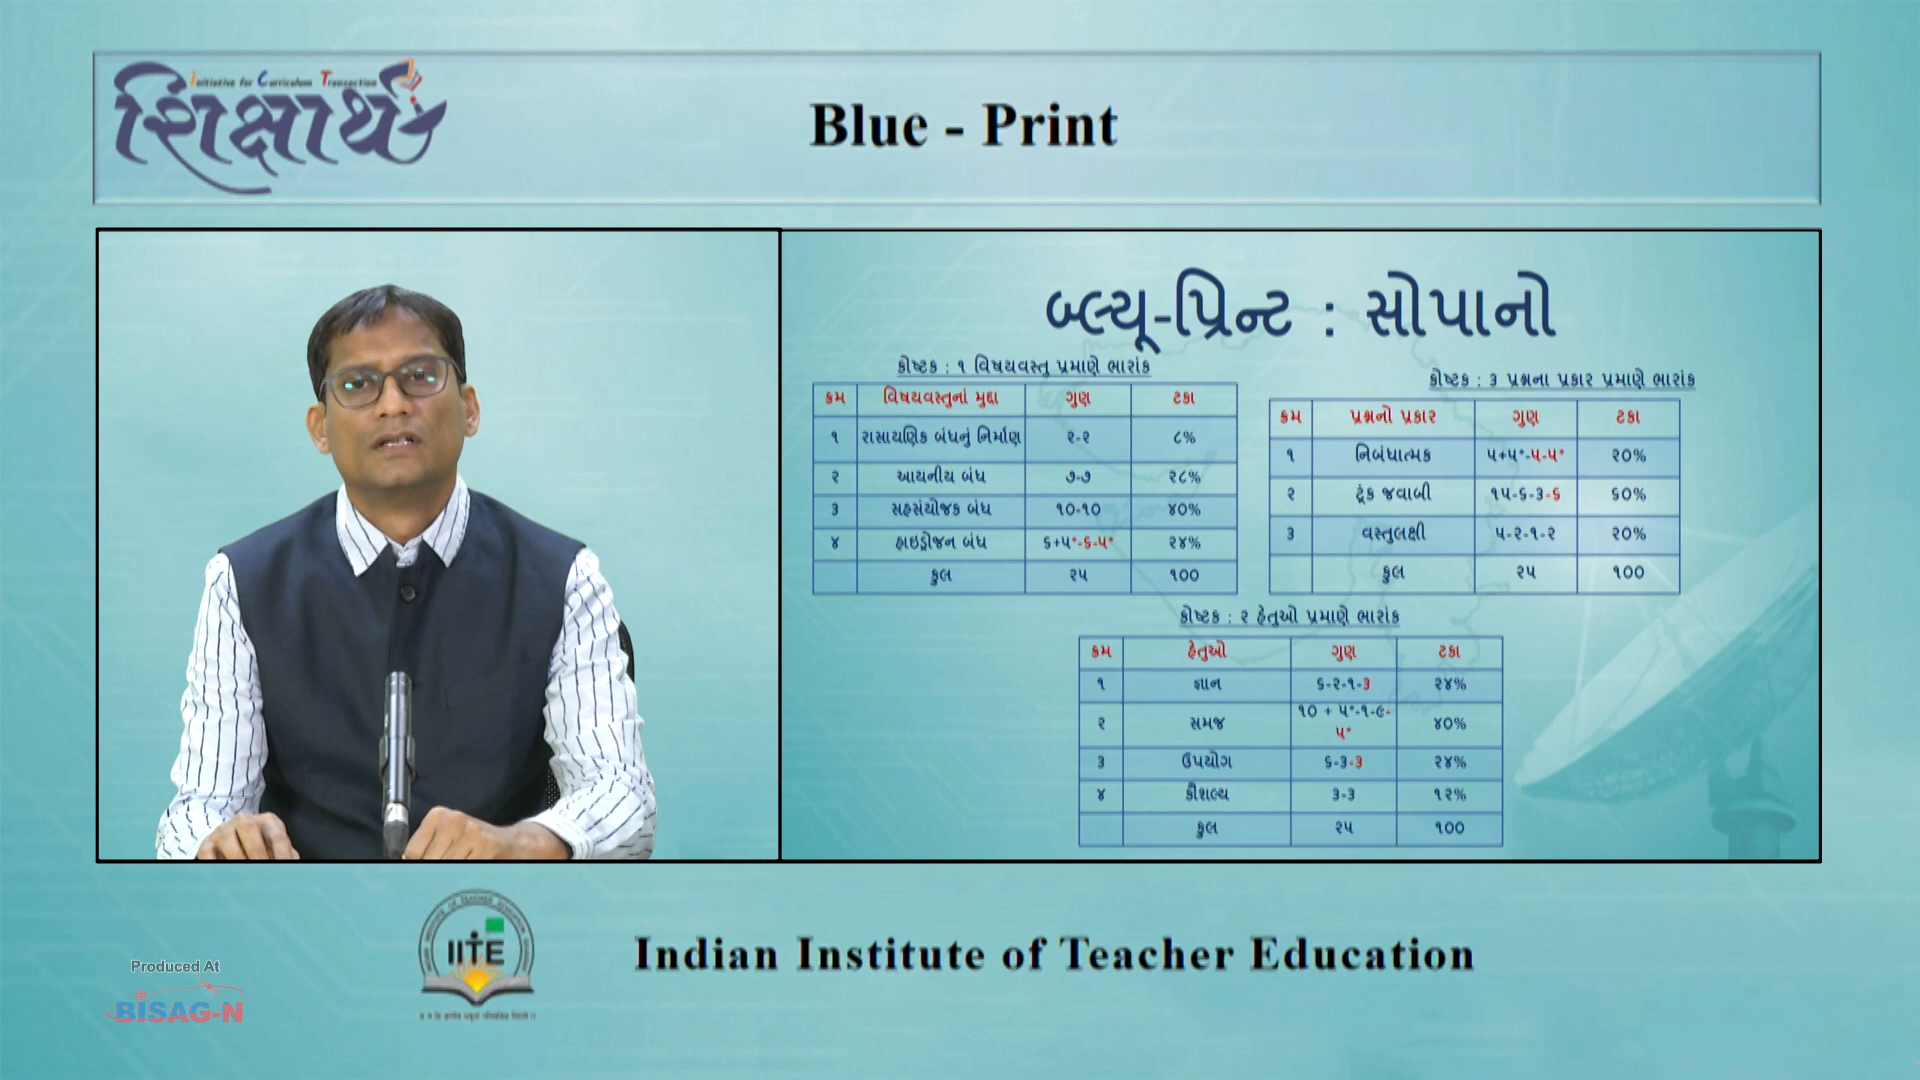 Initiative for Curriculum Transaction
શિક્ષાર્થ
Blue - Print
બ્લ્યૂ-પ્રિન્ટ : સોપાનો
કોષ્ટક : ૧ વિષયવસ્તુ પ્રમાણે ભારાંક
ક્રમ વિષયવસ્તુનાં મુદ્દા ગુણ ટકા
૧ રાસાયણિક બંધનું નિર્માણ ૨-૨ ૮%
૨ આયનીય બંધ ૭-૭ ૨૮%
૩ સહસંયોજક બંધ ૧૦-૧૦ ૪૦%
૪ હાઇડ્રોજન બંધ ૬+૫*-૬-૫* ૨૪%
કુલ ૨૫ ૧૦૦
કોષ્ટક : ૩ પ્રશ્નના પ્રકાર પ્રમાણે ભારાંક
ક્રમ પ્રશ્નનો પ્રકાર ગુણ ટકા
૧ નિબંધાત્મક ૫+૫*-૫-૫* ૨૦%
૨ ટૂંક જવાબી ૧૫-૬-૩-૬ ૬૦%
૩ વસ્તુલક્ષી ૫-૨-૧-૨ ૨૦%
કુલ ૨૫ ૧૦૦
કોષ્ટક : ૨ હેતુઓ પ્રમાણે ભારાંક
ક્રમ હેતુઓ ગુણ ટકા
૧ જ્ઞાન ૬-૨-૧-૩ ૨૪%
૨ સમજ ૧૦ + ૫*-૧-૯- ૪૦%
૫*
૩ ઉપયોગ ૬-૩-૩ ૨૪%
૪ કૌશલ્ય ૩-૩ ૧૨%
કુલ ૨૫ ૧૦૦
IITE
Indian Institute of Teacher Education
Produced At
BISAG-N